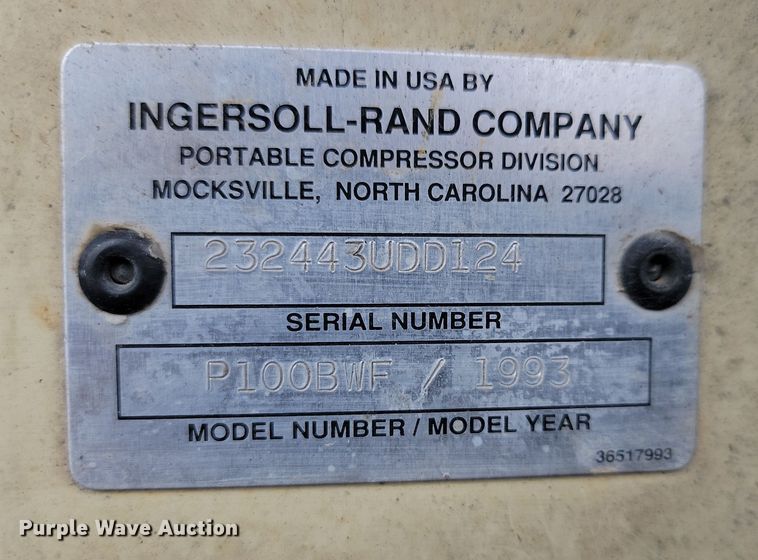 MADE IN USA BY
INGERSOLL-RAND COMPANY
PORTABLE COMPRESSOR DIVISION
MOCKSVILLE, NORTH CAROLINA 27028
232443UDD124
SERIAL NUMBER
P100BWF / 1993
MODEL NUMBER / MODEL YEAR
36517993
Purple Wave Auction